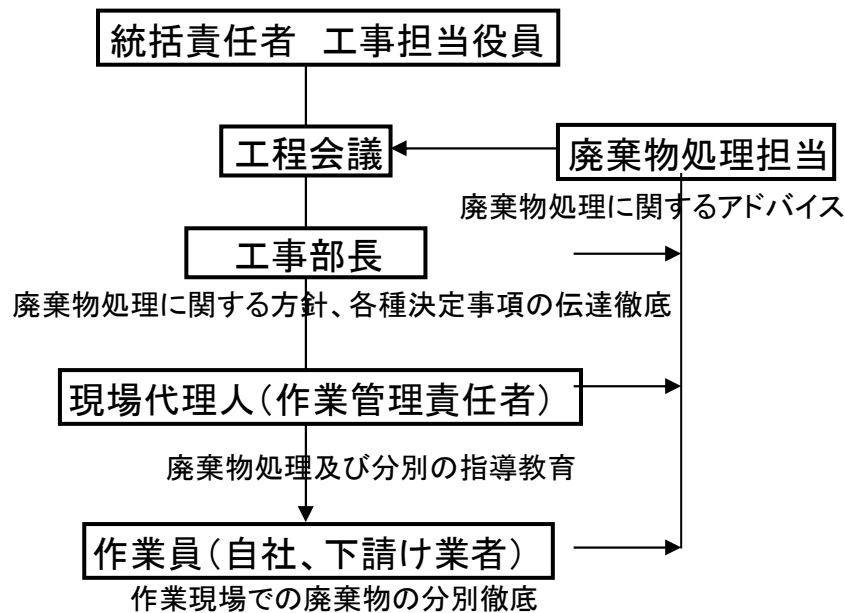 統括責任者　工事担当役員
工程会議
廃棄物処理担当
廃棄物処理に関するアドバイス
工事部長
廃棄物処理に関する方針、各種決定事項の伝達徹底
現場代理人（作業管理責任者）
廃棄物処理及び分別の指導教育
作業員（自社、下請け業者）
作業現場での廃棄物の分別徹底